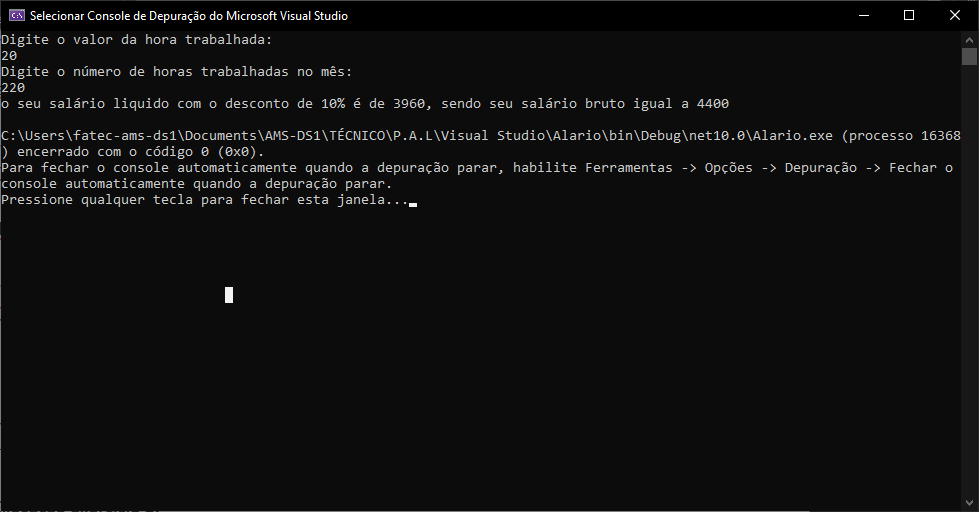 Selecionar Console de Depuração do Microsoft Visual Studio
Digite o valor da hora trabalhada:
20
Digite o número de horas trabalhadas no mês:
220
o seu salário liquido com o desconto de 10% é de 3960, sendo seu salário bruto igual a 4400
C:\Users\fatec-ams-ds1\Documents\AMS-DS1\TÉCNICO\P.A.L\Visual Studio\Alario\bin\Debug\net10.0\Alario.exe (processo 16368
) encerrado com o código 0 (0x0).
Para fechar o console automaticamente quando a depuração parar, habilite Ferramentas -> Opções -> Depuração -> Fechar o
console automaticamente quando a depuração parar.
Pressione qualquer tecla para fechar esta janela...